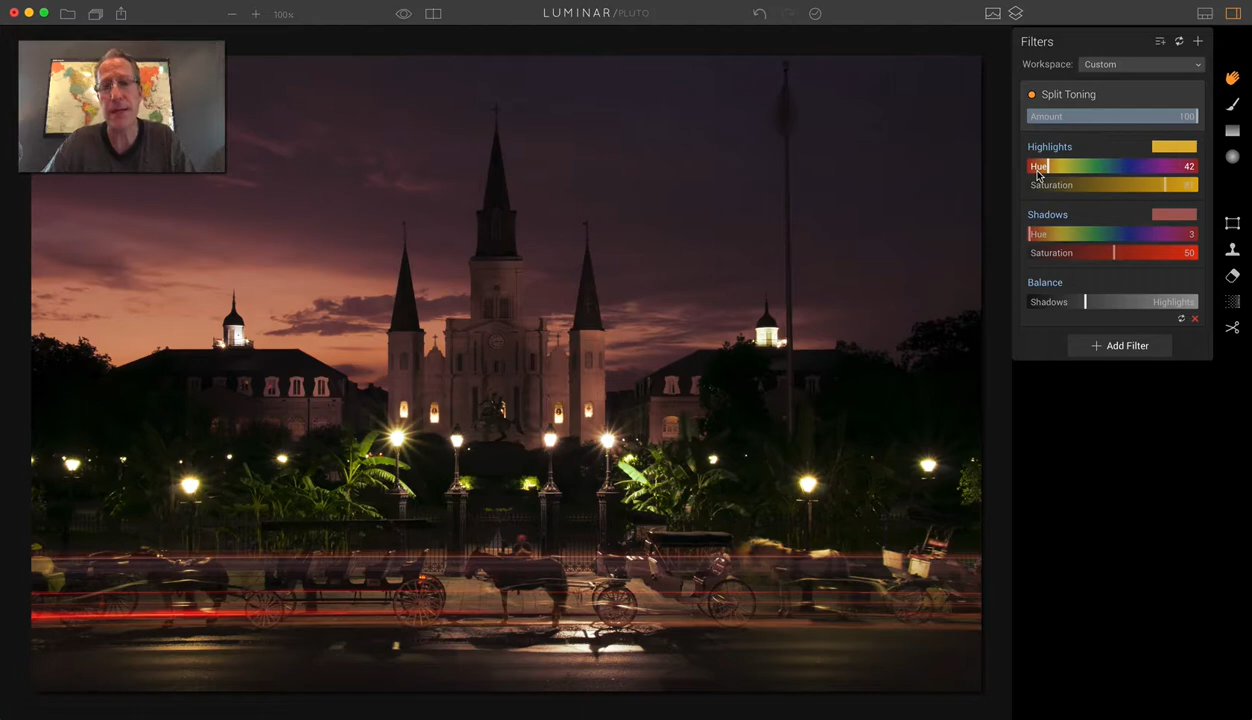 100%
LUMINAR/PLUTO
Filters
Workspace: Custom
Split Toning
Amount 100
Highlights
Hue 42
Saturation
Shadows
Hue 3
Saturation 50
Balance
Shadows Highlights
Add Filter